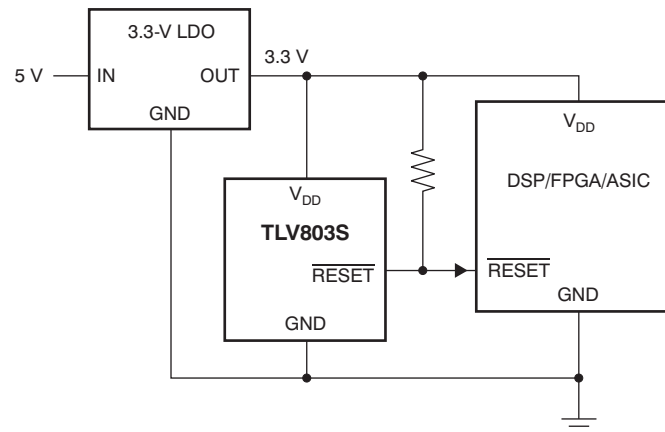 3.3-V LDO
5 V
IN
OUT
GND
3.3 V
VDD
TLV803S
RESET
GND
VDD
DSP/FPGA/ASIC
RESET
GND